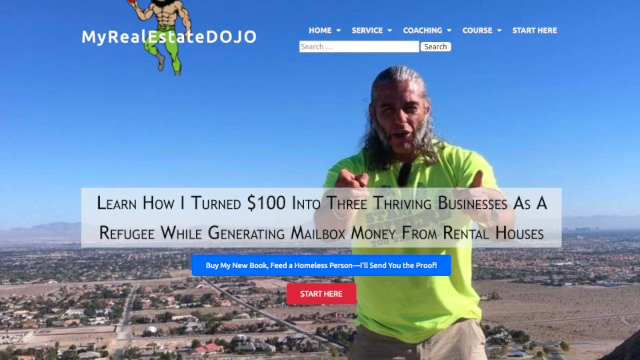 MyRealEstateDOJO
HOME SERVICE COACHING COURSE START HERE
Search ... Search
Learn How I Turned $100 Into Three Thriving Businesses As A
Refugee While Generating Mailbox Money From Rental Houses
Buy My New Book, Feed a Homeless Person—I'll Send You the Proof!
START HERE